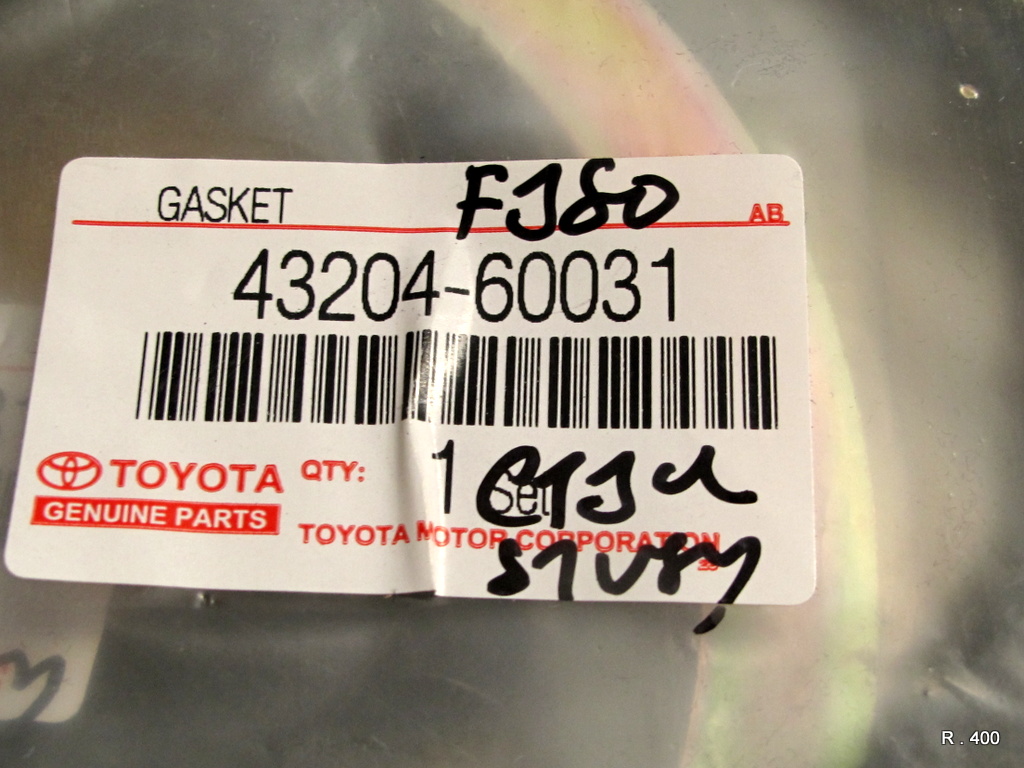 GASKET FJ80 AB
43204-60031
TOYOTA QTY: 1 Set
GENUINE PARTS
TOYOTA MOTOR CORPORATION
R . 400